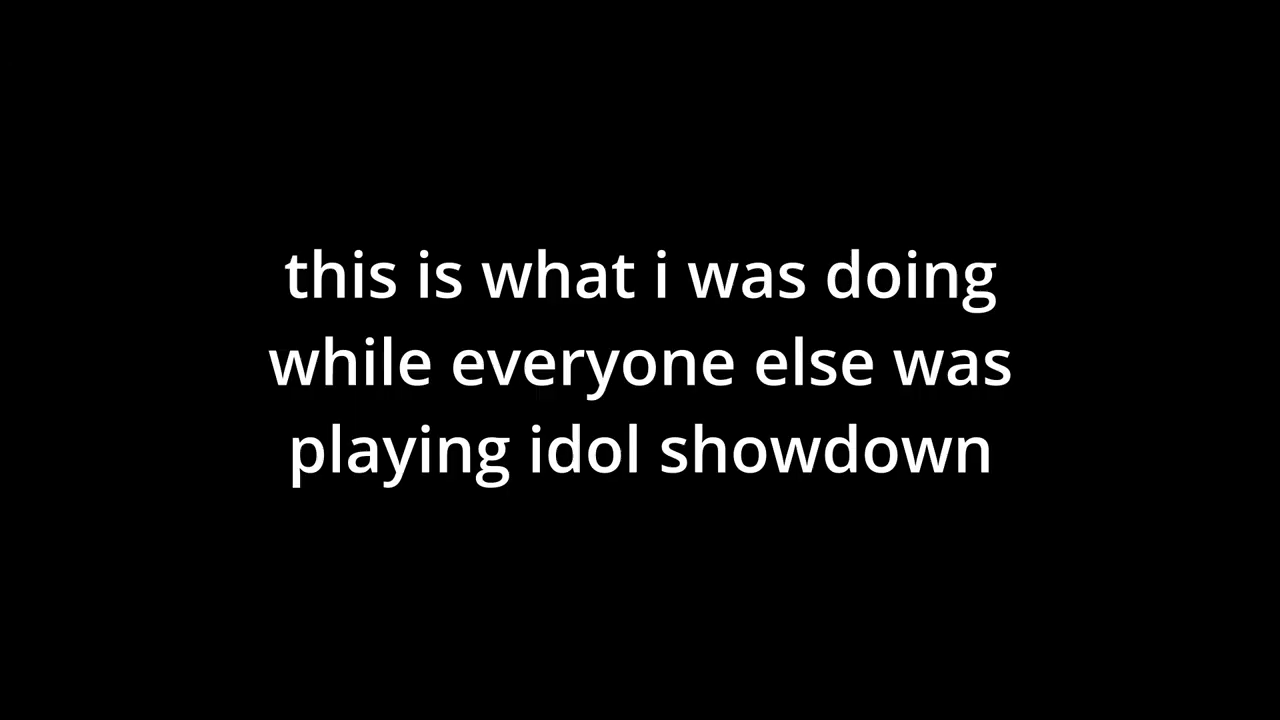 this is what i was doing
while everyone else was
playing idol showdown